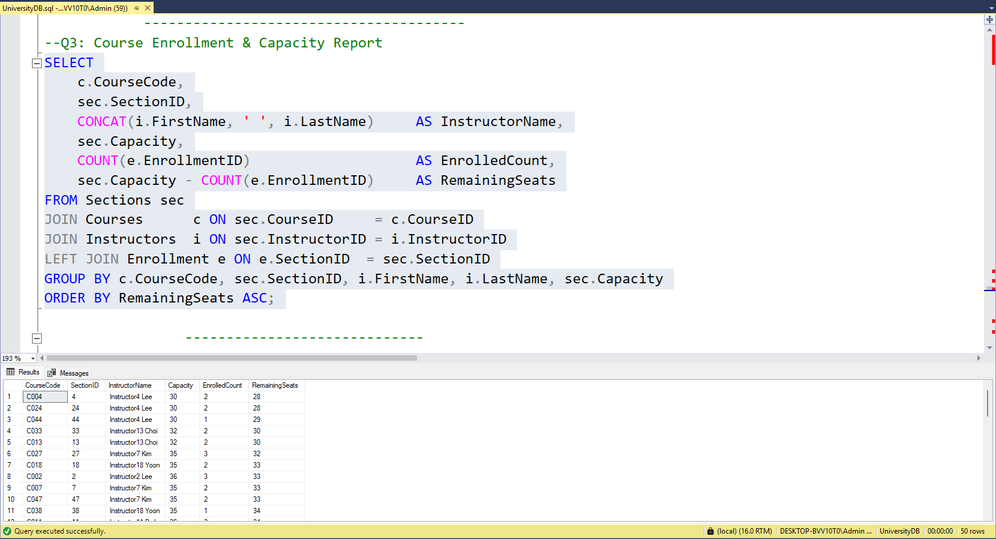 UniversityDB.sql -...VV10T0\Admin (59))
------------------------------------------
--Q3: Course Enrollment & Capacity Report
SELECT
c.CourseCode,
sec.SectionID,
CONCAT(i.FirstName, ' ', i.LastName) AS InstructorName,
sec.Capacity,
COUNT(e.EnrollmentID) AS EnrolledCount,
sec.Capacity - COUNT(e.EnrollmentID) AS RemainingSeats
FROM Sections sec
JOIN Courses c ON sec.CourseID = c.CourseID
JOIN Instructors i ON sec.InstructorID = i.InstructorID
LEFT JOIN Enrollment e ON e.SectionID = sec.SectionID
GROUP BY c.CourseCode, sec.SectionID, i.FirstName, i.LastName, sec.Capacity
ORDER BY RemainingSeats ASC;
-----------------------------
193 %
Results Messages
CourseCode SectionID InstructorName Capacity EnrolledCount RemainingSeats
1 C004 4 Instructor4 Lee 30 2 28
2 C024 24 Instructor4 Lee 30 2 28
3 C044 44 Instructor4 Lee 30 1 29
4 C033 33 Instructor13 Choi 32 2 30
5 C013 13 Instructor13 Choi 32 2 30
6 C027 27 Instructor7 Kim 35 3 32
7 C018 18 Instructor18 Yoon 35 2 33
8 C002 2 Instructor2 Lee 36 3 33
9 C007 7 Instructor7 Kim 35 2 33
10 C047 47 Instructor7 Kim 35 2 33
11 C038 38 Instructor18 Yoon 35 1 34
Query executed successfully. (local) (16.0 RTM) DESKTOP-BVV10T0\Admin ... UniversityDB 00:00:00 50 rows